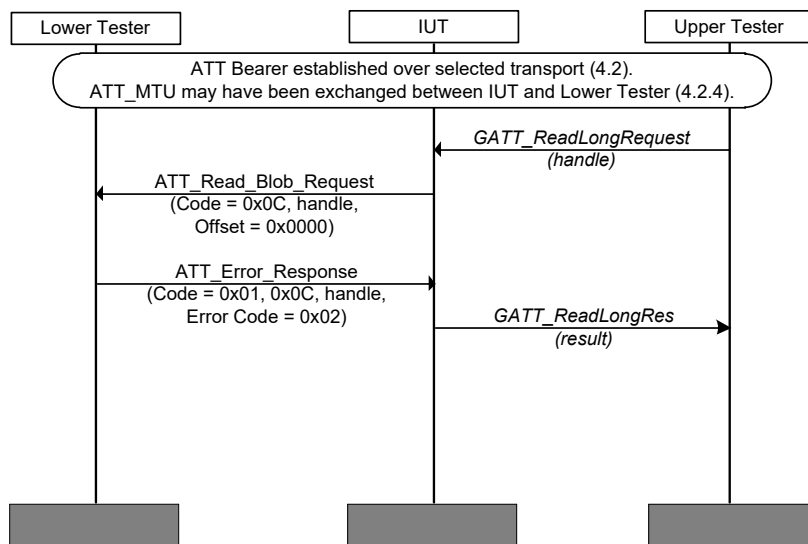 Lower Tester
IUT
Upper Tester
ATT Bearer established over selected transport (4.2).
ATT_MTU may have been exchanged between IUT and Lower Tester (4.2.4).
GATT_ReadLongRequest
(handle)
ATT_Read_Blob_Request
(Code = 0x0C, handle,
Offset = 0x0000)
ATT_Error_Response
(Code = 0x01, 0x0C, handle,
Error Code = 0x02)
GATT_ReadLongRes
(result)